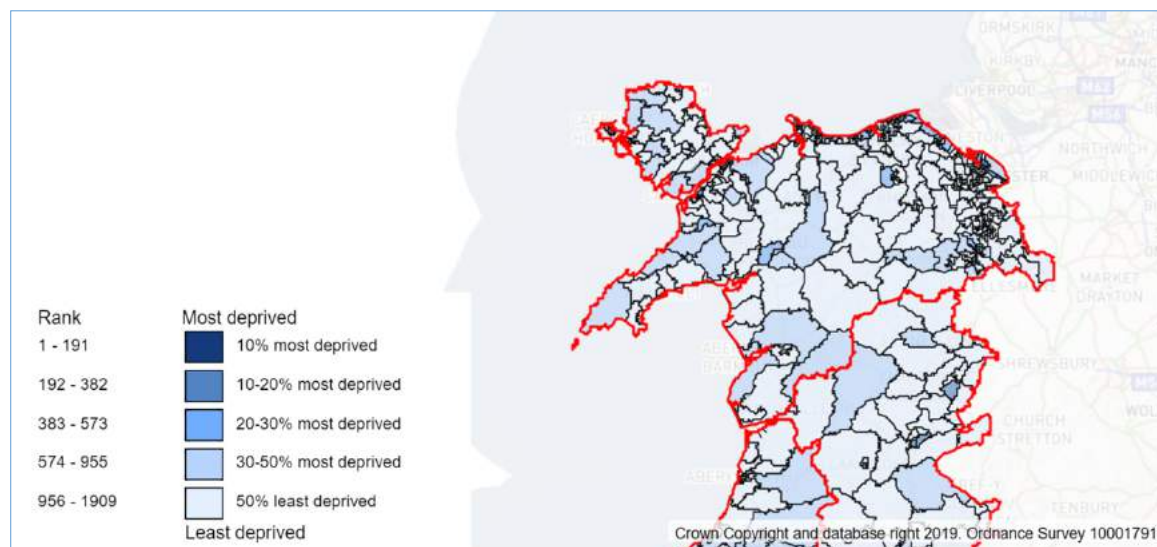 ORMSKIRK
KIRKBY
LIVERPOOL
M62
M56
NORTHWICH
MIDDLEWICH
MARKET
DRAYTON
SHREWSBURY
CHURCH
STRETTON
TENBURY
Rank Most deprived
1 - 191 10% most deprived
192 - 382 10-20% most deprived
383 - 573 20-30% most deprived
574 - 955 30-50% most deprived
956 - 1909 50% least deprived
Least deprived
Crown Copyright and database right 2019. Ordnance Survey 10001791